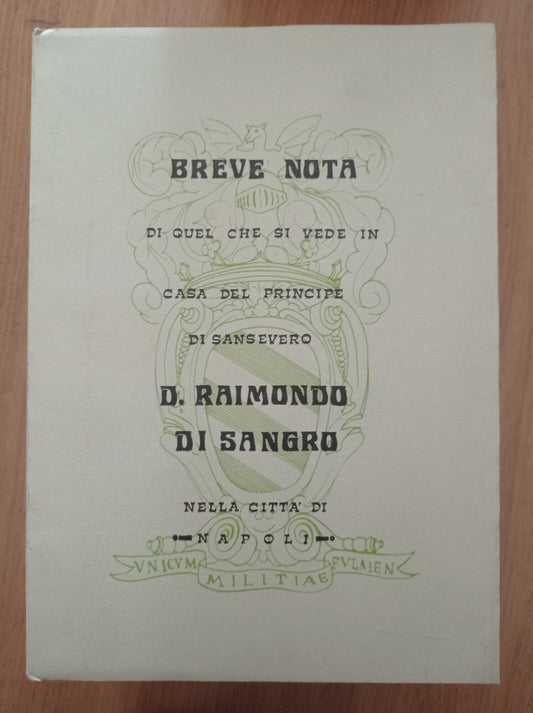 BREVE NOTA
DI QUEL CHE SI VEDE IN
CASA DEL PRINCIPE
DI SANSEVERO
D. RAIMONDO
DI SANGRO
NELLA CITTA' DI
NAPOLI
VNICVM MILITIAE FVLMEN